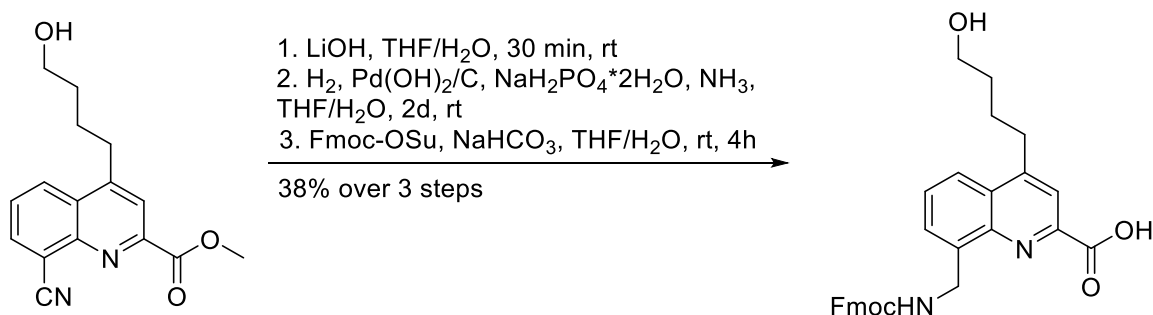 OH
OH
1. LiOH, THF/H₂O, 30 min, rt
2. H₂, Pd(OH)₂/C, NaH₂PO₄*2H₂O, NH₃,
THF/H₂O, 2d, rt
3. Fmoc-OSu, NaHCO₃, THF/H₂O, rt, 4h
38% over 3 steps
N
O
O
CN
N
OH
O
FmocHN